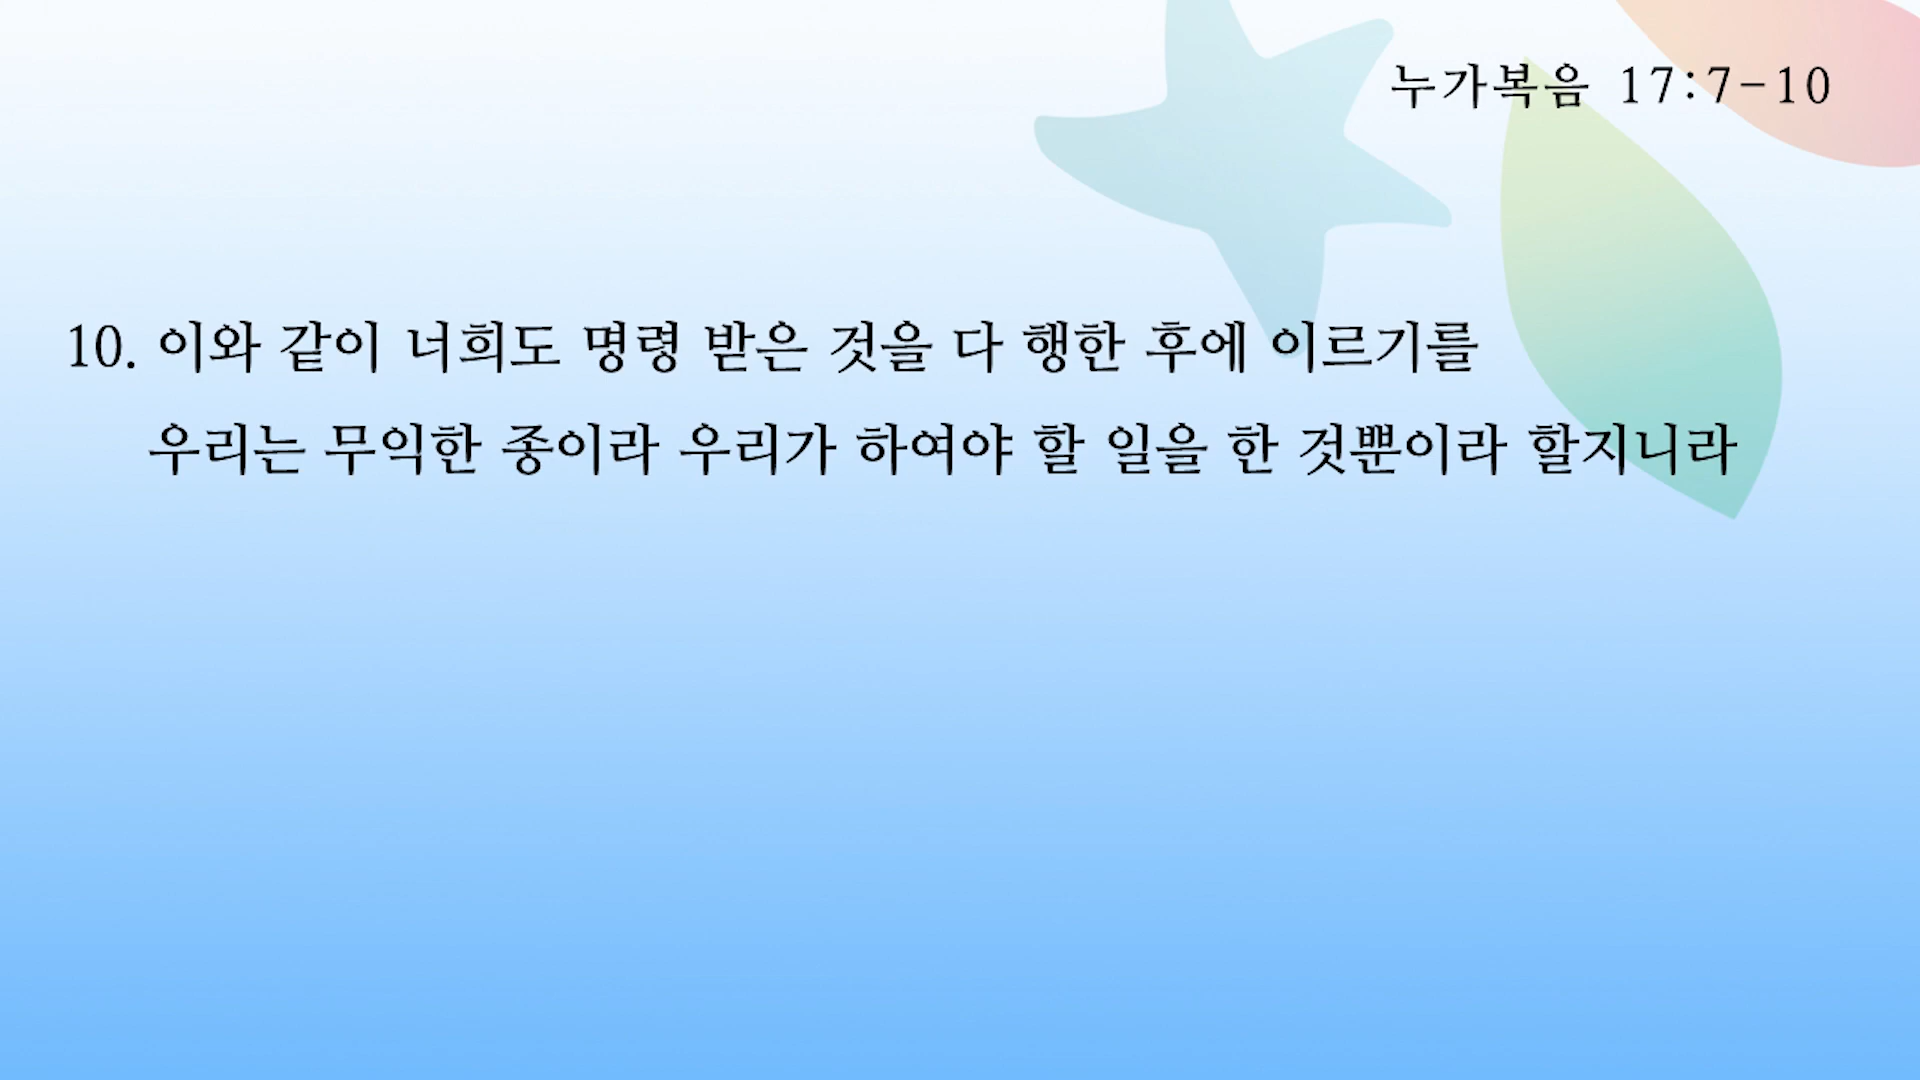 누가복음 17:7-10
10. 이와 같이 너희도 명령 받은 것을 다 행한 후에 이르기를
우리는 무익한 종이라 우리가 하여야 할 일을 한 것뿐이라 할지니라